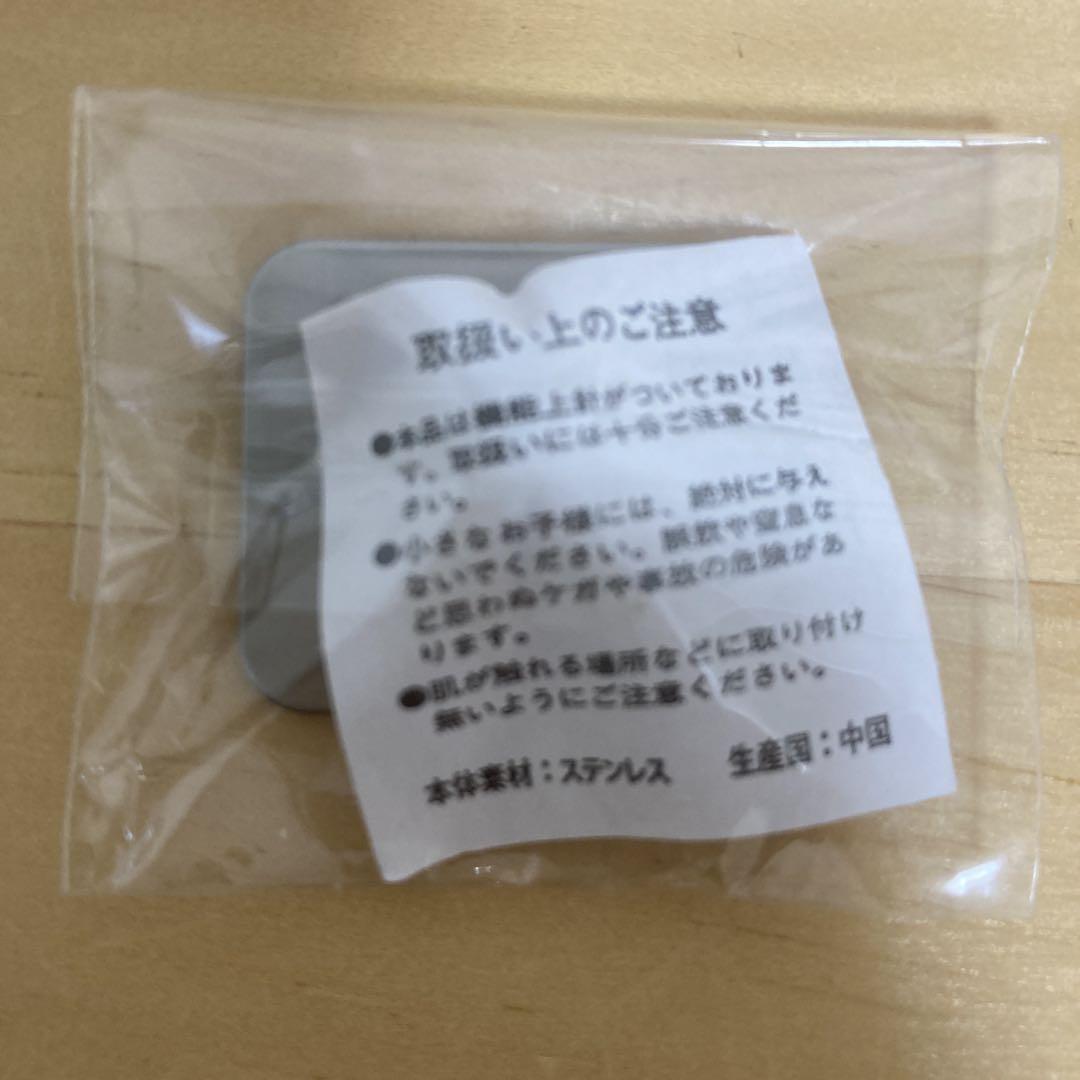 取扱い上のご注意
●本品は機能上針がついておりま
す。取扱いには十分ご注意くだ
さい。
●小さなお子様には、絶対に与え
ないでください。誤飲や窒息な
ど思わぬケガや事故の危険があ
ります。
●肌が触れる場所などに取り付け
無いようにご注意ください。
本体素材：ステンレス　生産国：中国